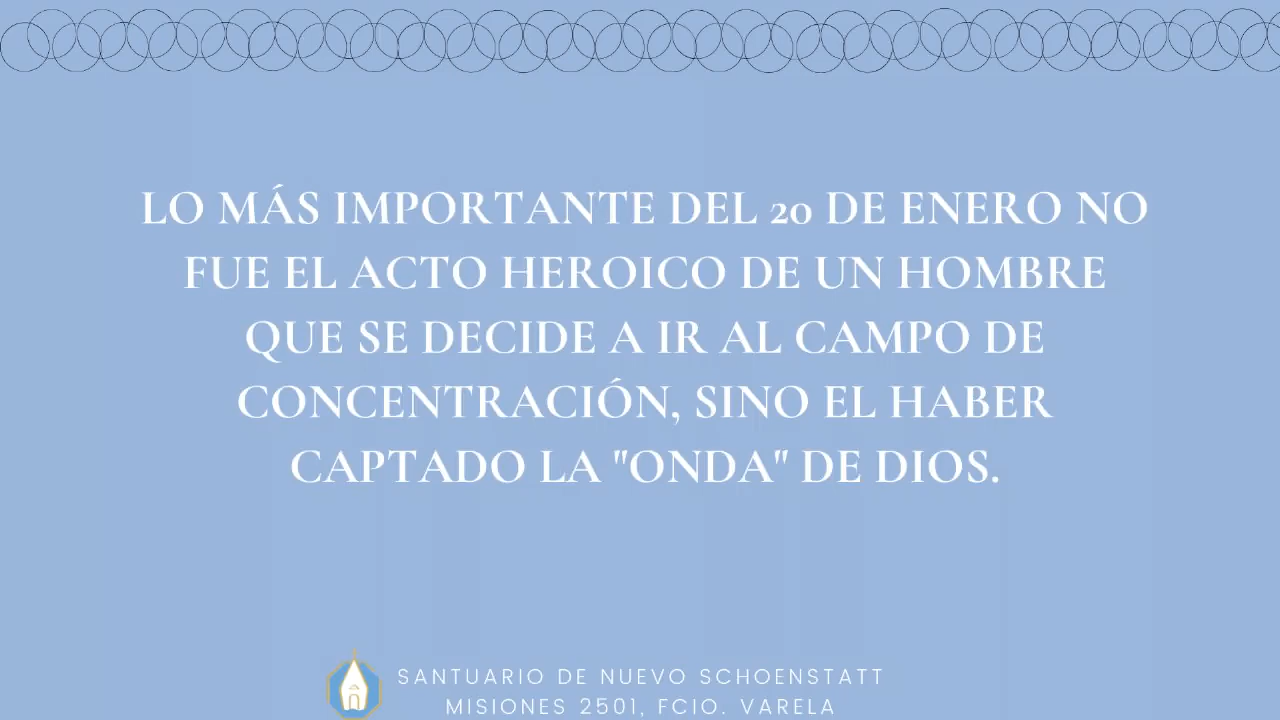 LO MÁS IMPORTANTE DEL 20 DE ENERO NO
FUE EL ACTO HEROICO DE UN HOMBRE
QUE SE DECIDE A IR AL CAMPO DE
CONCENTRACIÓN, SINO EL HABER
CAPTADO LA "ONDA" DE DIOS.
SANTUARIO DE NUEVO SCHOENSTATT
MISIONES 2501, FCIO. VARELA